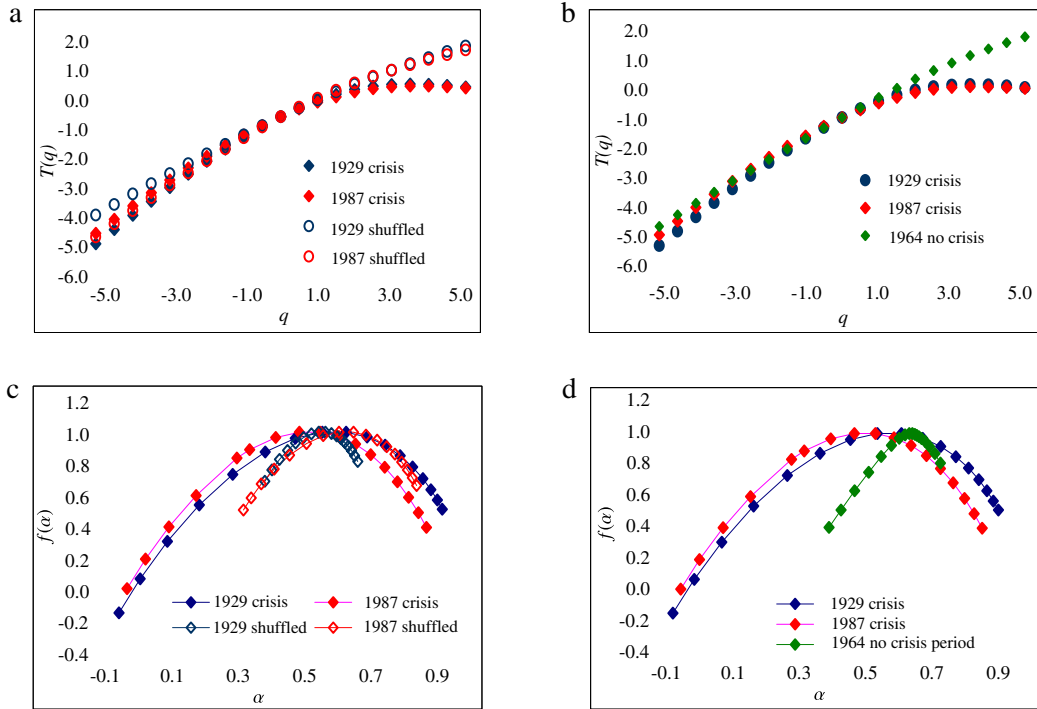 a
2.0
1.0
0.0
-1.0
-2.0
-3.0
-4.0
-5.0
-6.0
T(q)
1929 crisis
1987 crisis
1929 shuffled
1987 shuffled
-5.0 -3.0 -1.0 1.0 3.0 5.0
q
b
2.0
1.0
0.0
-1.0
-2.0
-3.0
-4.0
-5.0
-6.0
T(q)
1929 crisis
1987 crisis
1964 no crisis
-5.0 -3.0 -1.0 1.0 3.0 5.0
q
c
1.2
1.0
0.8
0.6
0.4
0.2
0.0
-0.2
-0.4
f(α)
1929 crisis 1987 crisis
1929 shuffled 1987 shuffled
-0.1 0.1 0.3 0.5 0.7 0.9
α
d
1.2
1.0
0.8
0.6
0.4
0.2
0.0
-0.2
-0.4
f(α)
1929 crisis
1987 crisis
1964 no crisis period
-0.1 0.1 0.3 0.5 0.7 0.9
α